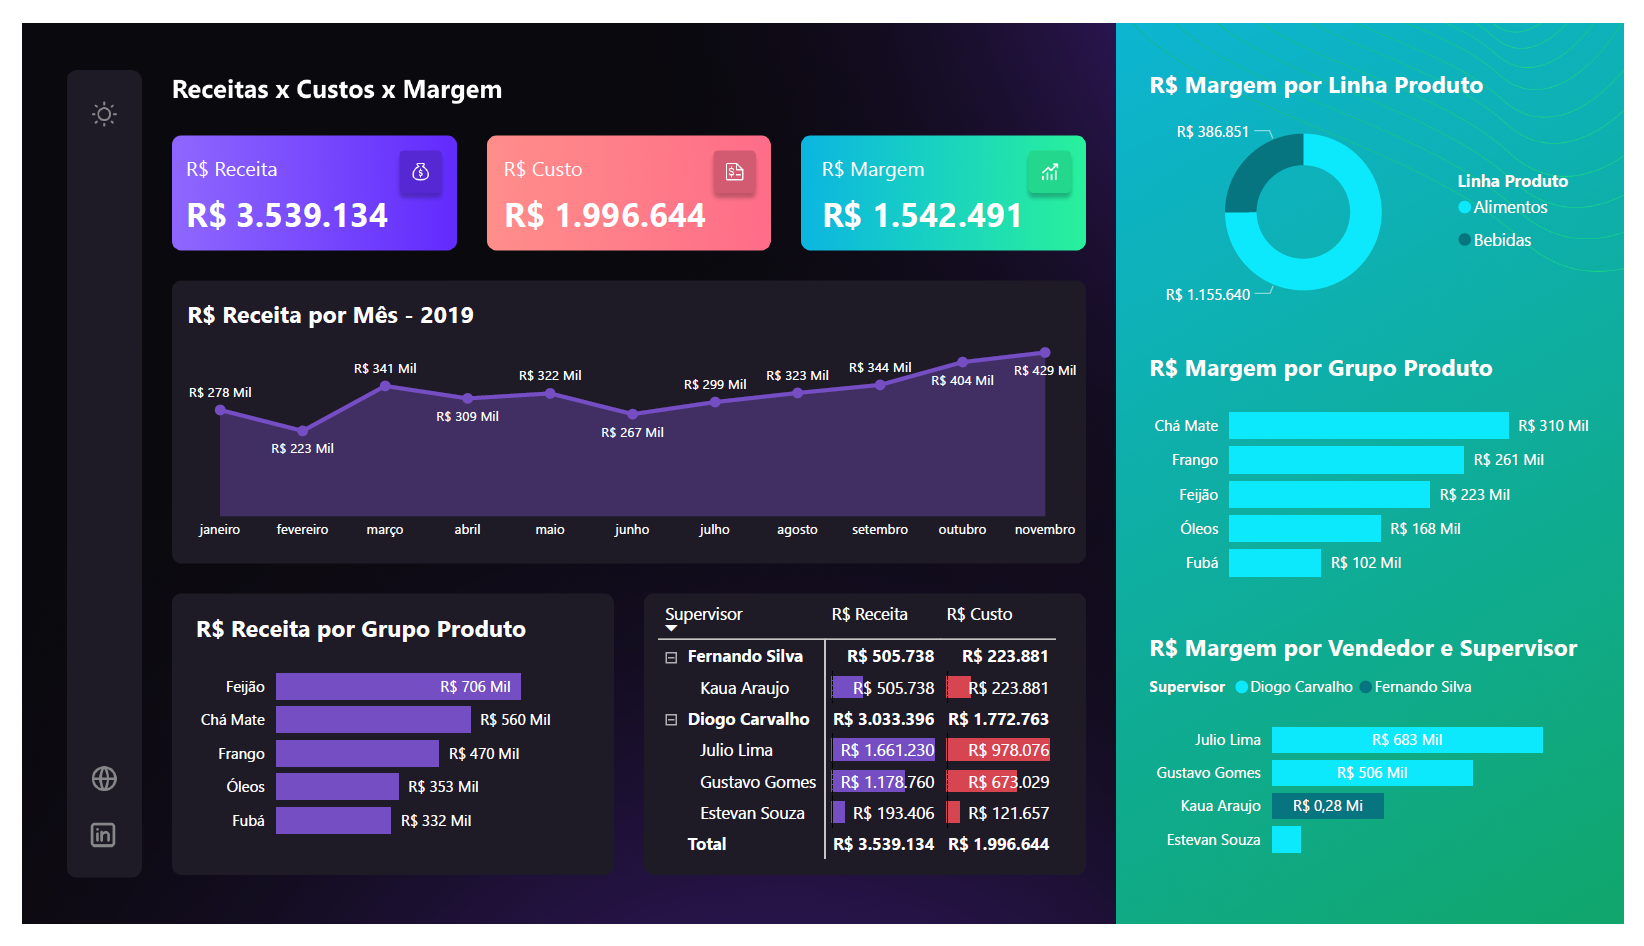 Receitas x Custos x Margem
R$ Receita
R$ 3.539.134
R$ Custo
R$ 1.996.644
R$ Margem
R$ 1.542.491
R$ Receita por Mês - 2019
R$ 278 Mil
R$ 223 Mil
R$ 341 Mil
R$ 309 Mil
R$ 322 Mil
R$ 267 Mil
R$ 299 Mil
R$ 323 Mil
R$ 344 Mil
R$ 404 Mil
R$ 429 Mil
janeiro fevereiro março abril maio junho julho agosto setembro outubro novembro
R$ Receita por Grupo Produto
Feijão R$ 706 Mil
Chá Mate R$ 560 Mil
Frango R$ 470 Mil
Óleos R$ 353 Mil
Fubá R$ 332 Mil
Supervisor R$ Receita R$ Custo
Fernando Silva R$ 505.738 R$ 223.881
Kaua Araujo R$ 505.738 R$ 223.881
Diogo Carvalho R$ 3.033.396 R$ 1.772.763
Julio Lima R$ 1.661.230 R$ 978.076
Gustavo Gomes R$ 1.178.760 R$ 673.029
Estevan Souza R$ 193.406 R$ 121.657
Total R$ 3.539.134 R$ 1.996.644
in
R$ Margem por Linha Produto
R$ 386.851
R$ 1.155.640
Linha Produto
Alimentos
Bebidas
R$ Margem por Grupo Produto
Chá Mate R$ 310 Mil
Frango R$ 261 Mil
Feijão R$ 223 Mil
Óleos R$ 168 Mil
Fubá R$ 102 Mil
R$ Margem por Vendedor e Supervisor
Supervisor Diogo Carvalho Fernando Silva
Julio Lima R$ 683 Mil
Gustavo Gomes R$ 506 Mil
Kaua Araujo R$ 0,28 Mi
Estevan Souza